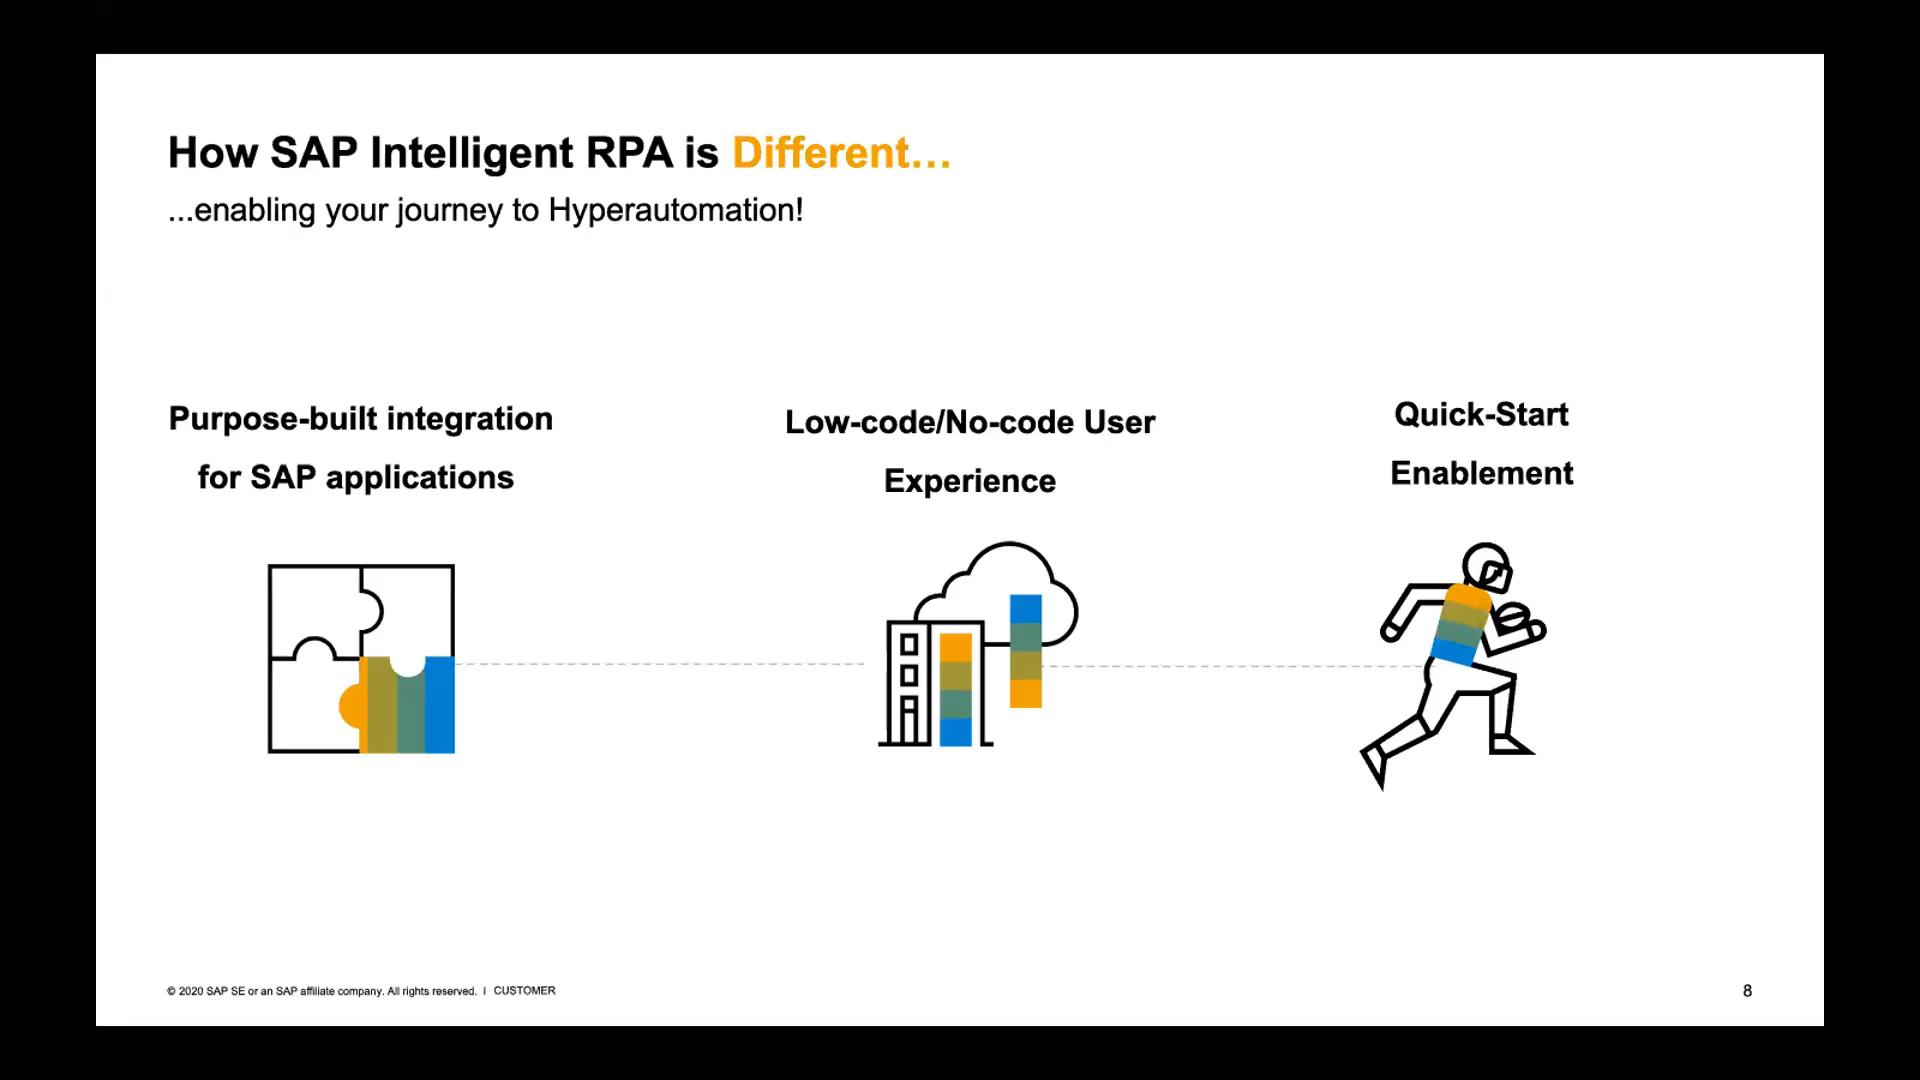 How SAP Intelligent RPA is Different...
...enabling your journey to Hyperautomation!
Purpose-built integration
for SAP applications
Low-code/No-code User
Experience
Quick-Start
Enablement
© 2020 SAP SE or an SAP affiliate company. All rights reserved. | CUSTOMER
8